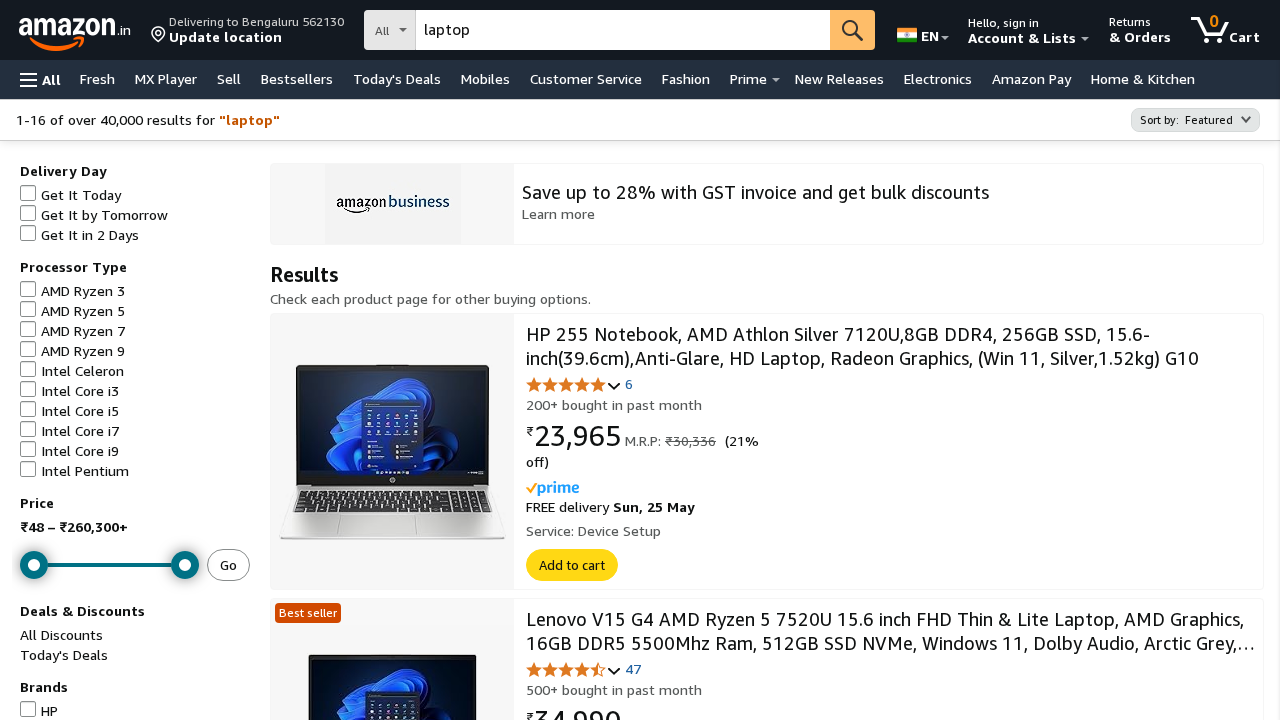 amazon.in
Delivering to Bengaluru 562130
Update location
All
laptop
EN
Hello, sign in
Account & Lists
Returns
& Orders
0
Cart
All
Fresh
MX Player
Sell
Bestsellers
Today's Deals
Mobiles
Customer Service
Fashion
Prime
New Releases
Electronics
Amazon Pay
Home & Kitchen
1-16 of over 40,000 results for "laptop"
Sort by: Featured
Delivery Day
Get It Today
Get It by Tomorrow
Get It in 2 Days
Processor Type
AMD Ryzen 3
AMD Ryzen 5
AMD Ryzen 7
AMD Ryzen 9
Intel Celeron
Intel Core i3
Intel Core i5
Intel Core i7
Intel Core i9
Intel Pentium
Price
₹48 – ₹260,300+
Go
Deals & Discounts
All Discounts
Today's Deals
Brands
HP
amazon business
Save up to 28% with GST invoice and get bulk discounts
Learn more
Results
Check each product page for other buying options.
HP 255 Notebook, AMD Athlon Silver 7120U,8GB DDR4, 256GB SSD, 15.6-
inch(39.6cm),Anti-Glare, HD Laptop, Radeon Graphics, (Win 11, Silver,1.52kg) G10
6
200+ bought in past month
₹23,965 M.R.P: ₹30,336 (21%
off)
prime
FREE delivery Sun, 25 May
Service: Device Setup
Add to cart
Best seller
Lenovo V15 G4 AMD Ryzen 5 7520U 15.6 inch FHD Thin & Lite Laptop, AMD Graphics,
16GB DDR5 5500Mhz Ram, 512GB SSD NVMe, Windows 11, Dolby Audio, Arctic Grey,…
47
500+ bought in past month
₹34,990